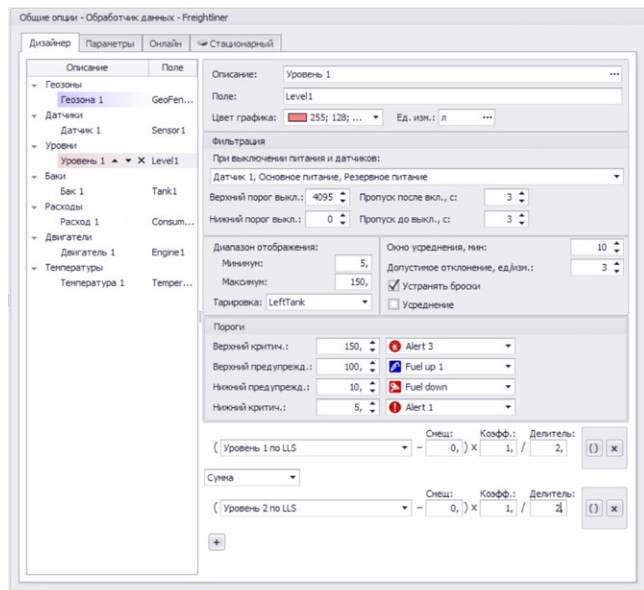 Общие опции - Обработчик данных - Freightliner
Дизайнер Параметры Онлайн Стационарный
Описание Поле
Геозоны
Геозона 1 GeoFen...
Датчики
Датчик 1 Sensor1
Уровни
Уровень 1 Level1
Баки
Бак 1 Tank1
Расходы
Расход 1 Consum...
Двигатели
Двигатель 1 Engine1
Температуры
Температура 1 Temper...
Описание: Уровень 1 ...
Поле: Level1
Цвет графика: 255; 128; ... Ед. изм.: л ...
Фильтрация
При выключении питания и датчиков:
Датчик 1, Основное питание, Резервное питание
Верхний порог выкл.: 4095 Пропуск после вкл., с: 3
Нижний порог выкл.: 0 Пропуск до выкл., с: 3
Диапазон отображения:
Минимум: 5,
Максимум: 150,
Тарировка: LeftTank
Окно усреднения, мин: 10
Допустимое отклонение, ед/изм.: 3
Устранять броски
Усреднение
Пороги
Верхний критич.: 150, Alert 3
Верхний предупрежд.: 100, Fuel up 1
Нижний предупрежд.: 10, Fuel down
Нижний критич.: 5, Alert 1
Смещ: Коэфф.: Делитель:
( Уровень 1 по LLS - 0, ) x 1, / 2, () x
Сумма
Смещ: Коэфф.: Делитель:
( Уровень 2 по LLS - 0, ) x 1, / 2 () x
+